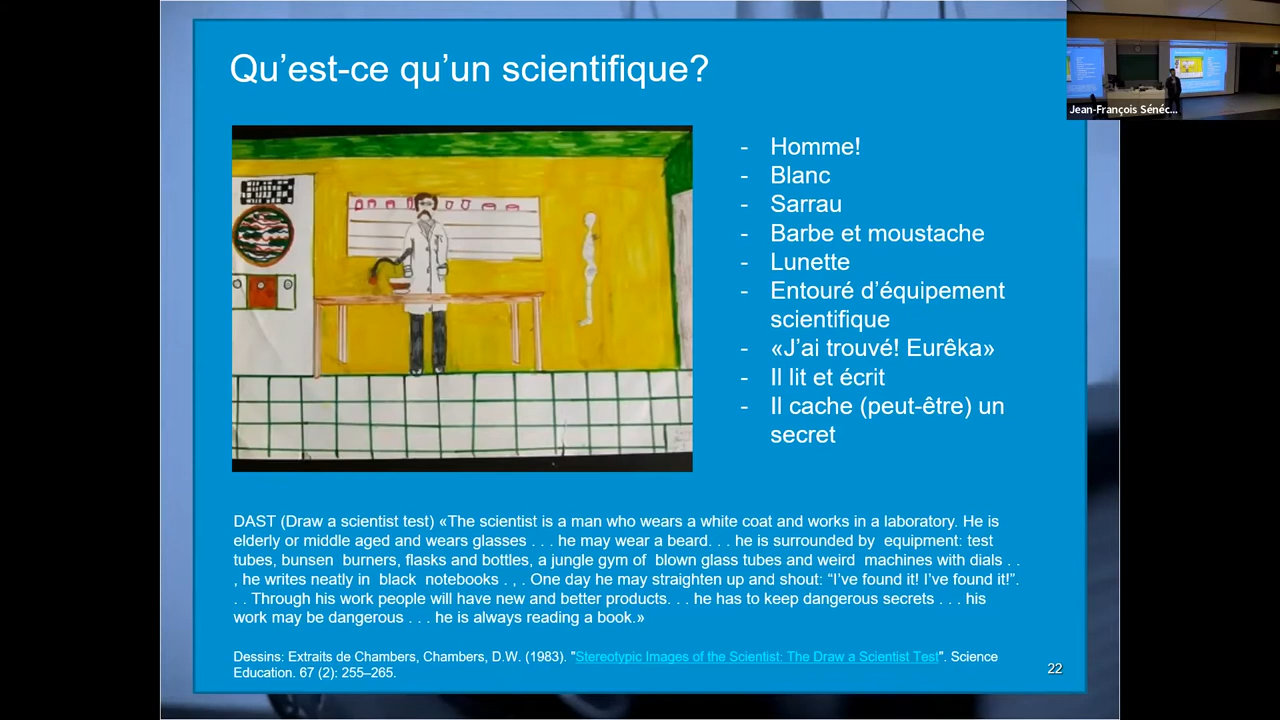 Qu'est-ce qu'un scientifique?
Jean-François Sénéc...
- Homme!
- Blanc
- Sarrau
- Barbe et moustache
- Lunette
- Entouré d'équipement
scientifique
- «J'ai trouvé! Eurêka»
- Il lit et écrit
- Il cache (peut-être) un
secret
DAST (Draw a scientist test) «The scientist is a man who wears a white coat and works in a laboratory. He is
elderly or middle aged and wears glasses . . . he may wear a beard. . . he is surrounded by equipment: test
tubes, bunsen burners, flasks and bottles, a jungle gym of blown glass tubes and weird machines with dials . .
, he writes neatly in black notebooks . , . One day he may straighten up and shout: “I've found it! I've found it!”.
. . Through his work people will have new and better products. . . he has to keep dangerous secrets . . . his
work may be dangerous . . . he is always reading a book.»
Dessins: Extraits de Chambers, Chambers, D.W. (1983). "Stereotypic Images of the Scientist: The Draw a Scientist Test". Science
Education. 67 (2): 255–265.
22